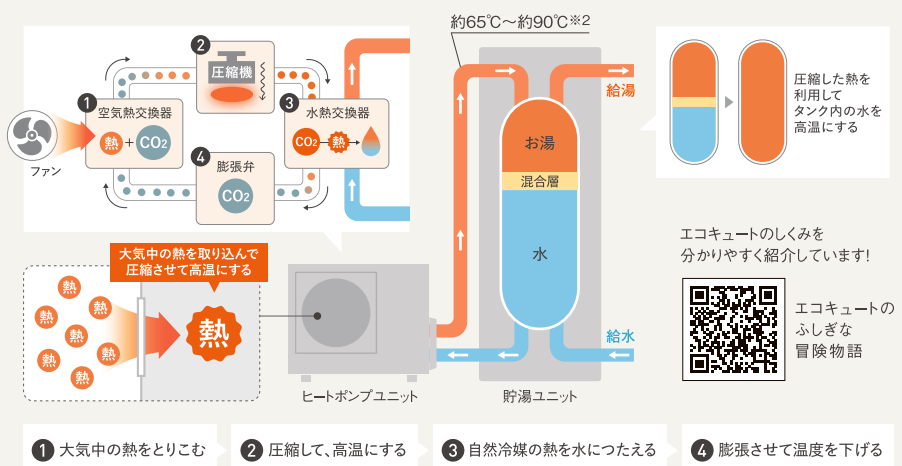 約65℃～約90℃※2
2
圧縮機
1
空気熱交換器
熱+CO2
ファン
3
水熱交換器
CO2 熱
4
膨張弁
CO2
大気中の熱を取り込んで
圧縮させて高温にする
熱
熱
熱
熱
熱
熱
熱
熱
ヒートポンプユニット
給湯
お湯
混合層
水
給水
貯湯ユニット
圧縮した熱を
利用して
タンク内の水を
高温にする
エコキュートのしくみを
分かりやすく紹介しています!
エコキュートの
ふしぎな
冒険物語
1 大気中の熱をとりこむ
2 圧縮して、高温にする
3 自然冷媒の熱を水につたえる
4 膨張させて温度を下げる